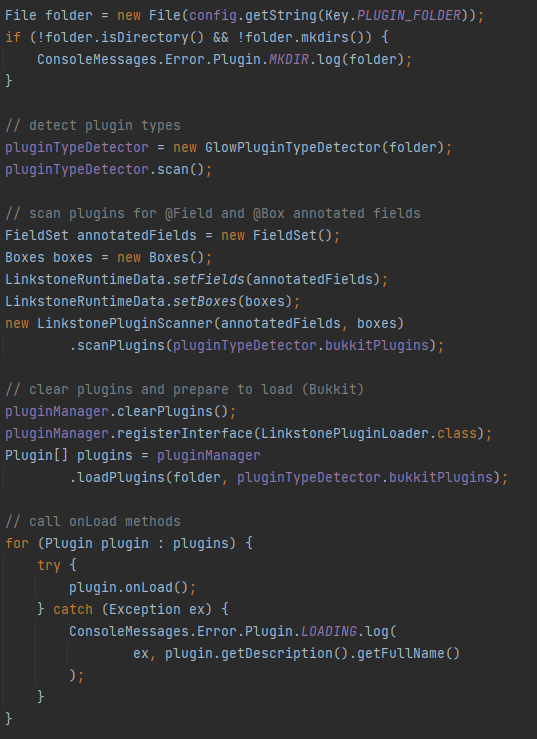 File folder = new File(config.getString(Key.PLUGIN_FOLDER));
if (!folder.isDirectory() && !folder.mkdirs()) {
    ConsoleMessages.Error.Plugin.MKDIR.log(folder);
}

// detect plugin types
pluginTypeDetector = new GlowPluginTypeDetector(folder);
pluginTypeDetector.scan();

// scan plugins for @Field and @Box annotated fields
FieldSet annotatedFields = new FieldSet();
Boxes boxes = new Boxes();
LinkstoneRuntimeData.setFields(annotatedFields);
LinkstoneRuntimeData.setBoxes(boxes);
new LinkstonePluginScanner(annotatedFields, boxes)
        .scanPlugins(pluginTypeDetector.bukkitPlugins);

// clear plugins and prepare to load (Bukkit)
pluginManager.clearPlugins();
pluginManager.registerInterface(LinkstonePluginLoader.class);
Plugin[] plugins = pluginManager
        .loadPlugins(folder, pluginTypeDetector.bukkitPlugins);

// call onLoad methods
for (Plugin plugin : plugins) {
    try {
        plugin.onLoad();
    } catch (Exception ex) {
        ConsoleMessages.Error.Plugin.LOADING.log(
                ex, plugin.getDescription().getFullName()
        );
    }
}